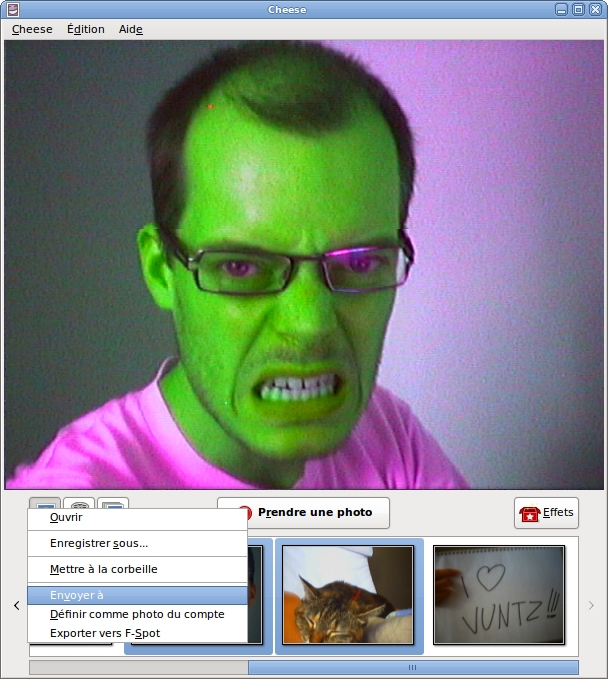 Cheese
Cheese Édition Aide
Prendre une photo
Effets
Ouvrir
Enregistrer sous...
Mettre à la corbeille
Envoyer à
Définir comme photo du compte
Exporter vers F-Spot
I ♡
VUNTZ!!!